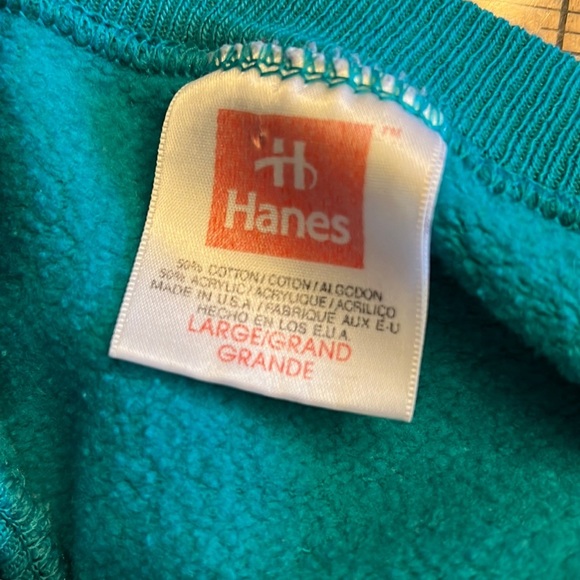 ™
H
Hanes
50% COTTON/COTON/ALGODON
50% ACRYLIC/ACRYLIQUE/ACRILICO
MADE IN U.S.A./FABRIQUE AUX E-U
HECHO EN LOS E.U.A.
LARGE/GRAND
GRANDE